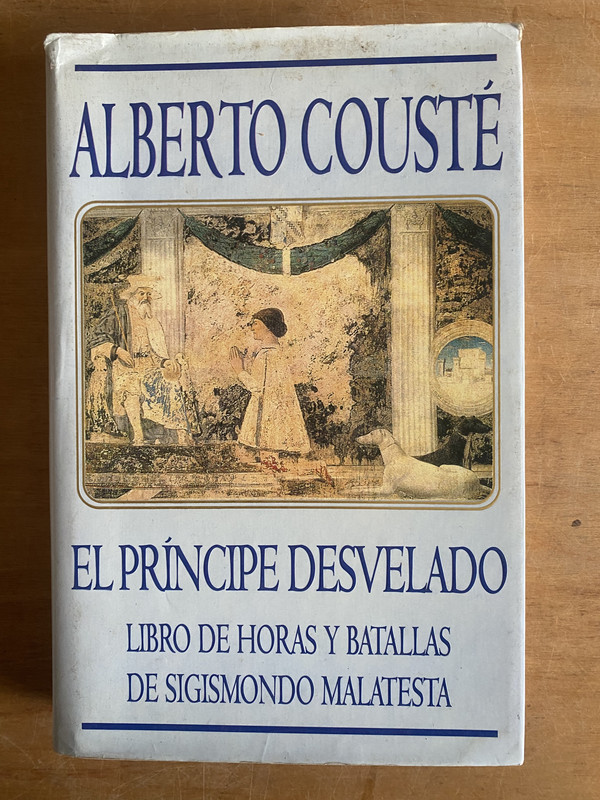 ALBERTO COUSTÉ
EL PRÍNCIPE DESVELADO
LIBRO DE HORAS Y BATALLAS
DE SIGISMONDO MALATESTA